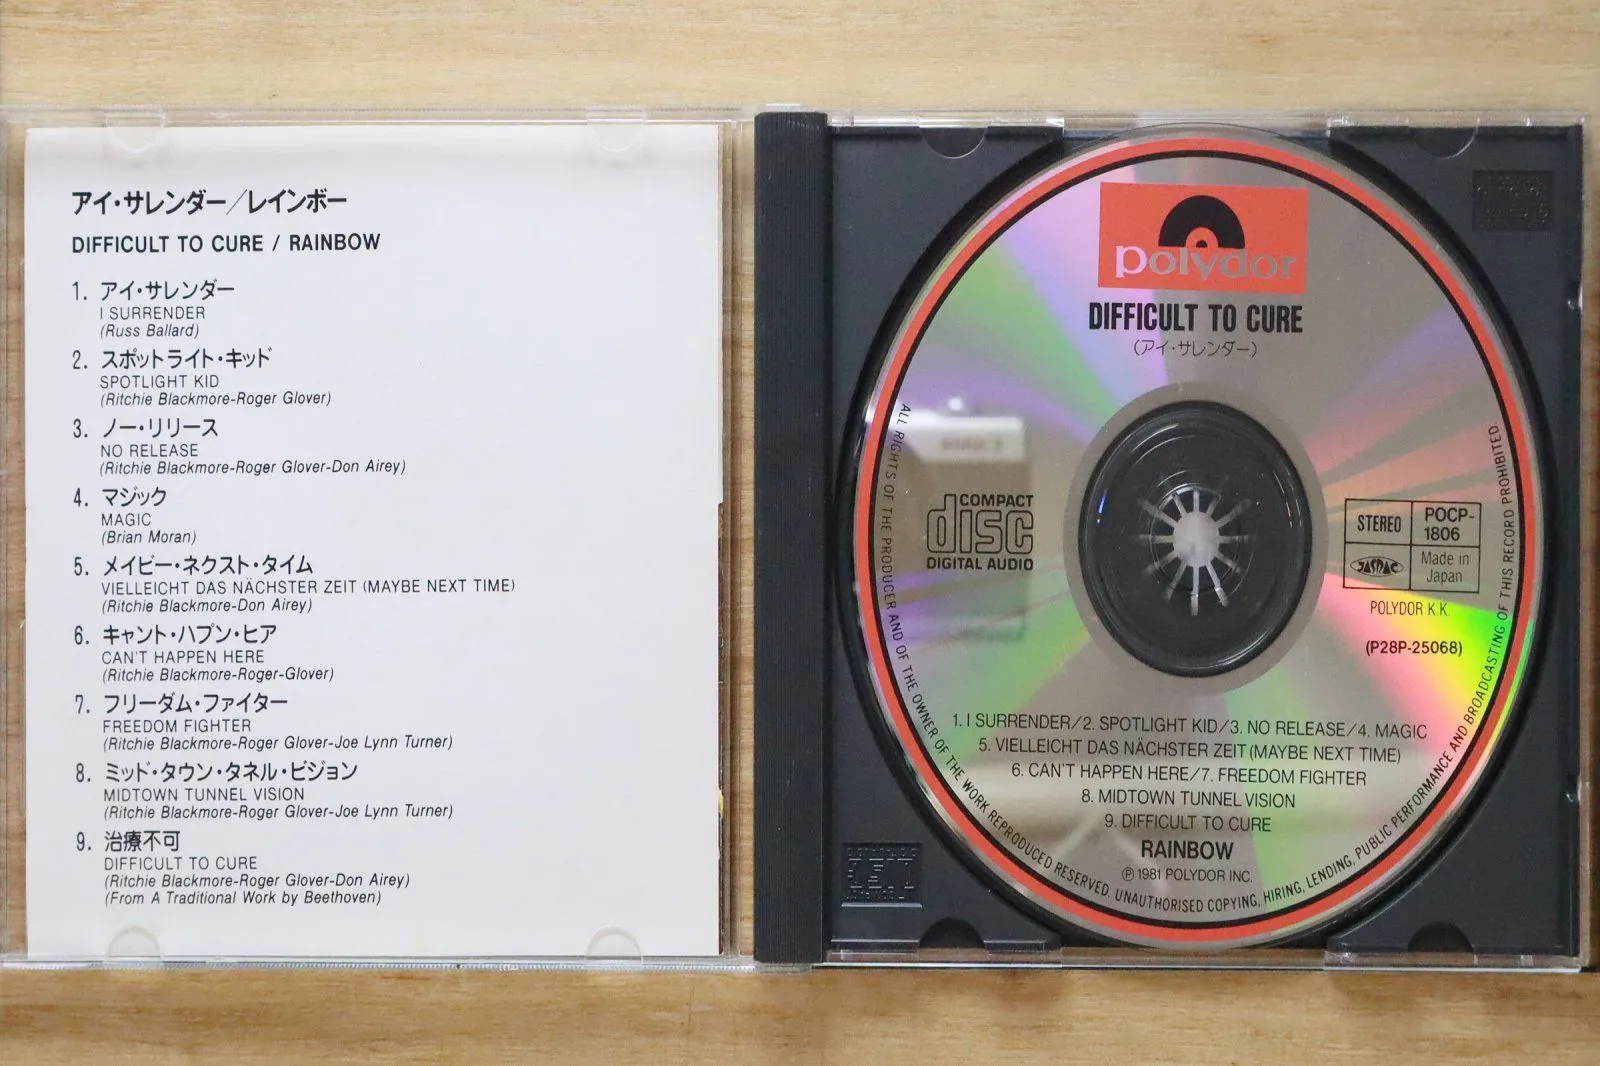 アイ・サレンダー/レインボー
DIFFICULT TO CURE / RAINBOW
1. アイ・サレンダー
I SURRENDER
(Russ Ballard)
2. スポットライト・キッド
SPOTLIGHT KID
(Ritchie Blackmore-Roger Glover)
3. ノー・リリース
NO RELEASE
(Ritchie Blackmore-Roger Glover-Don Airey)
4. マジック
MAGIC
(Brian Moran)
5. メイビー・ネクスト・タイム
VIELLEICHT DAS NÄCHSTER ZEIT (MAYBE NEXT TIME)
(Ritchie Blackmore-Don Airey)
6. キャント・ハプン・ヒア
CAN'T HAPPEN HERE
(Ritchie Blackmore-Roger-Glover)
7. フリーダム・ファイター
FREEDOM FIGHTER
(Ritchie Blackmore-Roger Glover-Joe Lynn Turner)
8. ミッド・タウン・タネル・ビジョン
MIDTOWN TUNNEL VISION
(Ritchie Blackmore-Roger Glover-Joe Lynn Turner)
9. 治療不可
DIFFICULT TO CURE
(Ritchie Blackmore-Roger Glover-Don Airey)
(From A Traditional Work by Beethoven)
polydor
DIFFICULT TO CURE
(アイ・サレンダー)
COMPACT
disc
DIGITAL AUDIO
STEREO
POCP-
1806
JASRAC
Made in
Japan
POLYDOR K.K.
(P28P-25068)
1. I SURRENDER/2. SPOTLIGHT KID/3. NO RELEASE/4. MAGIC
5. VIELLEICHT DAS NÄCHSTER ZEIT (MAYBE NEXT TIME)
6. CAN'T HAPPEN HERE/7. FREEDOM FIGHTER
8. MIDTOWN TUNNEL VISION
9. DIFFICULT TO CURE
RAINBOW
Ⓟ 1981 POLYDOR INC.
ALL RIGHTS OF THE PRODUCER AND OF THE OWNER OF THE WORK REPRODUCED RESERVED. UNAUTHORISED COPYING, HIRING, LENDING, PUBLIC PERFORMANCE AND BROADCASTING OF THIS RECORD PROHIBITED.